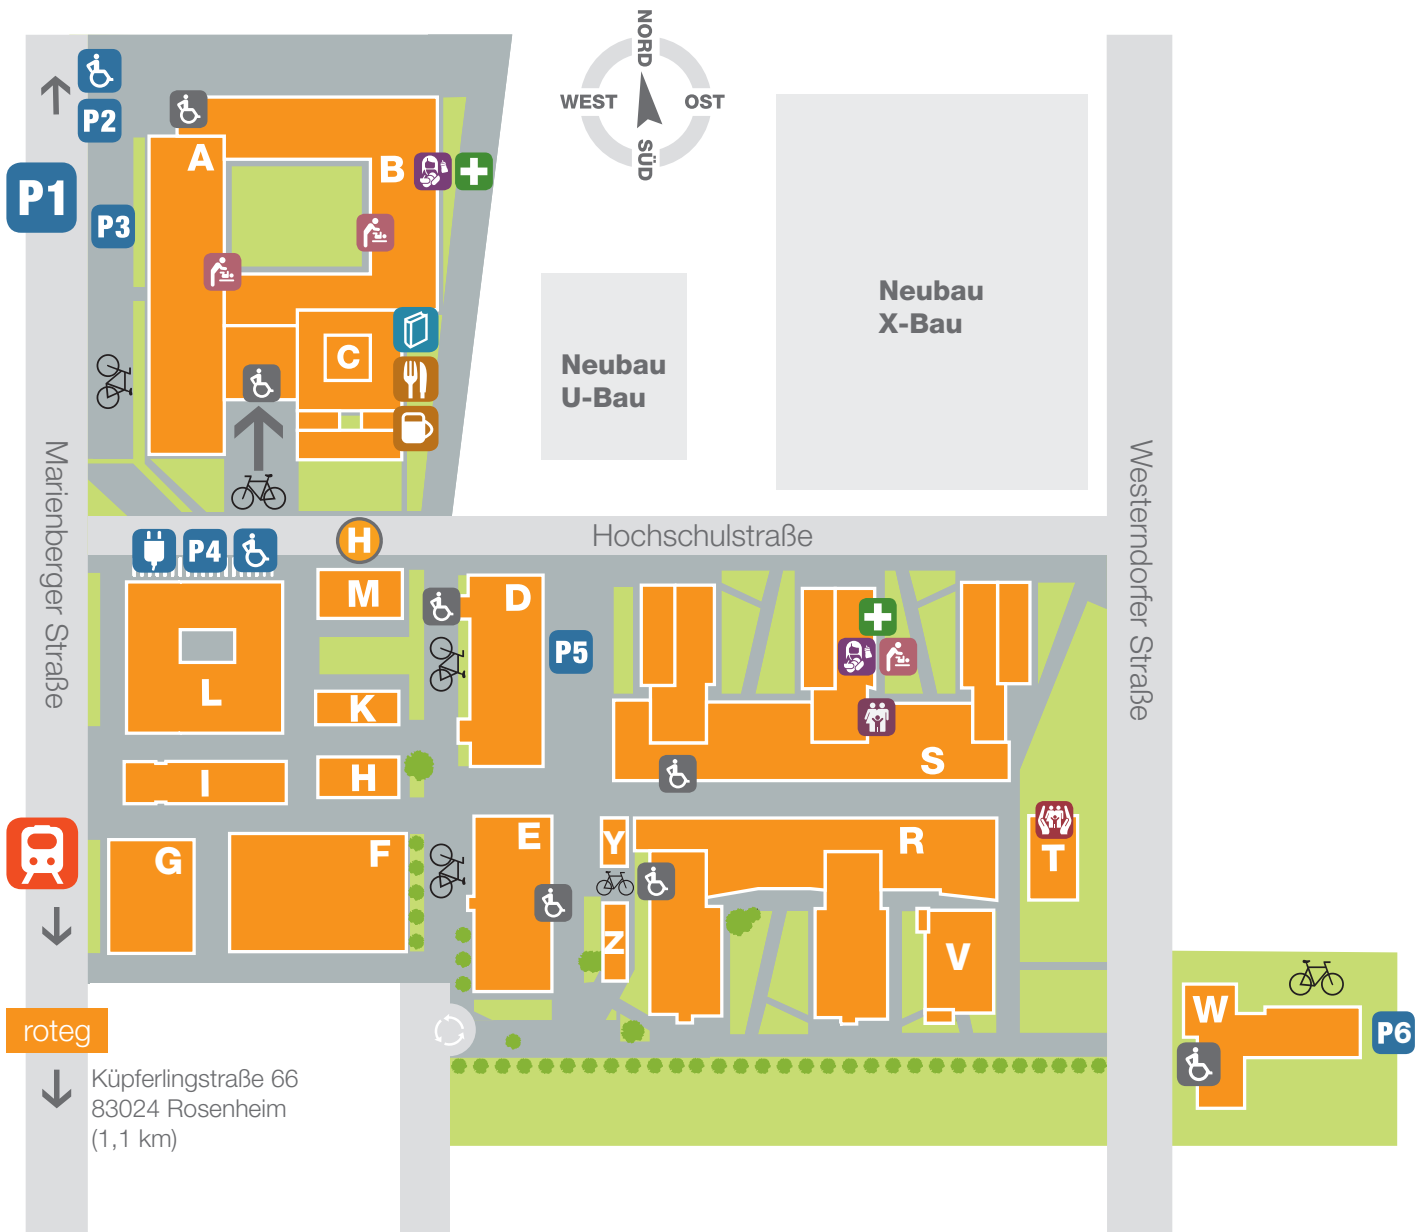 NORD
WEST
OST
SÜD
P2
P1
P3
A
B
C
Neubau
U-Bau
Neubau
X-Bau
Marienberger Straße
Hochschulstraße
Westerndorfer Straße
P4
H
M
D
P5
L
K
I
H
S
G
F
E
Y
R
T
Z
V
W
P6
roteg
Küpferlingstraße 66
83024 Rosenheim
(1,1 km)